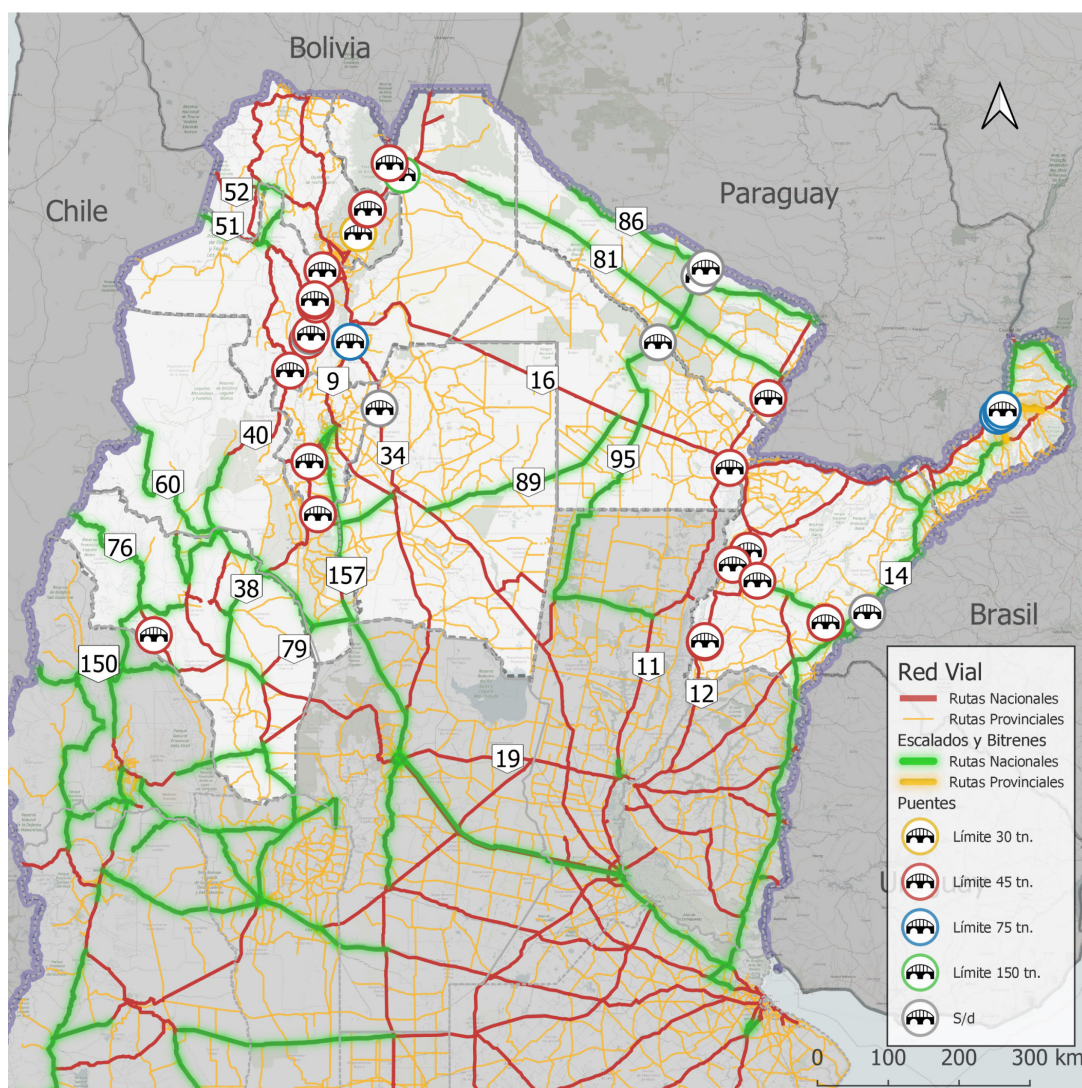 Bolivia
Paraguay
Chile
52
51
86
81
9
16
40
34
95
60
89
76
38
157
14
Brasil
150
79
11
12
19
Red Vial
Rutas Nacionales
Rutas Provinciales
Escalados y Bitrenes
Rutas Nacionales
Rutas Provinciales
Puentes
Límite 30 tn.
Límite 45 tn.
Límite 75 tn.
Límite 150 tn.
S/d
0 100 200 300 km